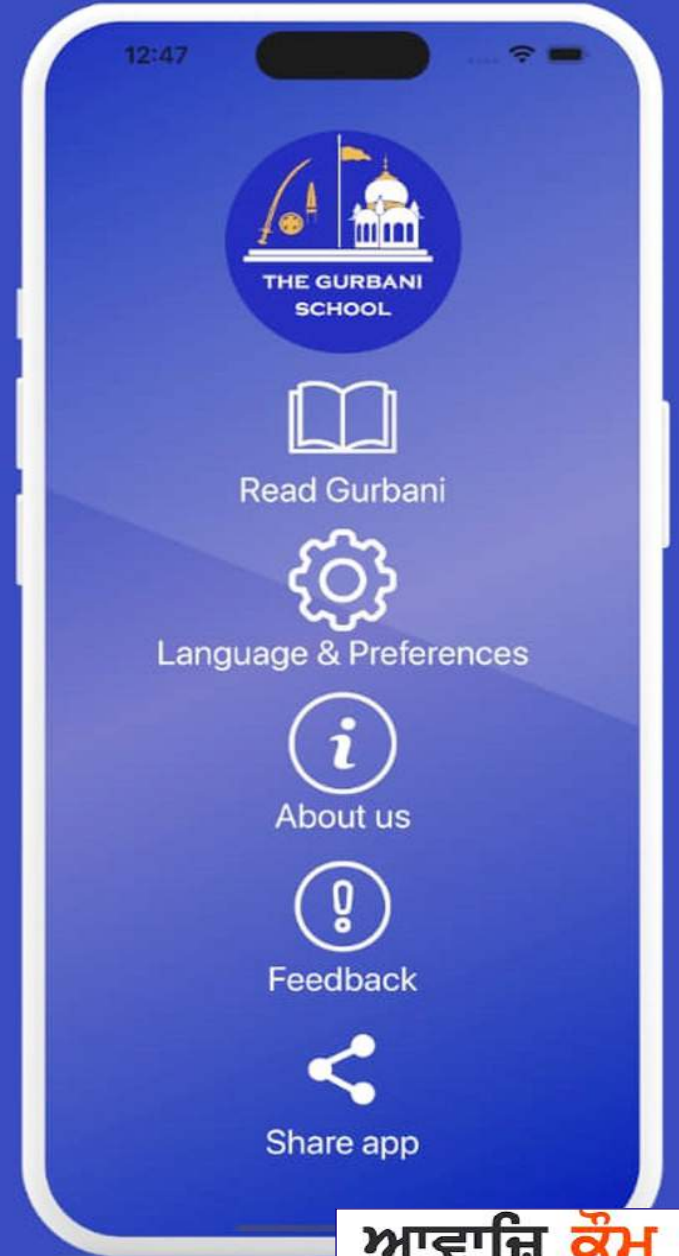 12:47
THE GURBANI
SCHOOL
Read Gurbani
Language & Preferences
About us
Feedback
Share app
ਆਵਾਜ਼ਿ ਕੌਮ